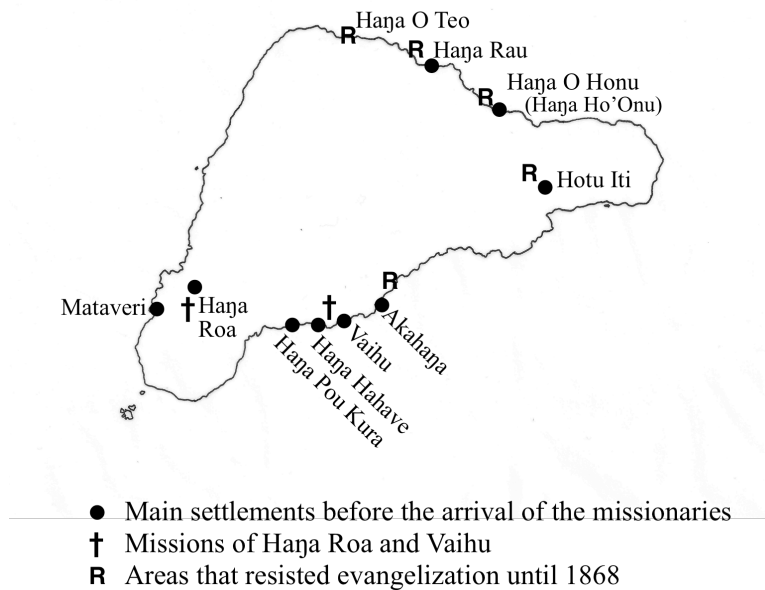 R Haŋa O Teo
R Haŋa Rau
R Haŋa O Honu
(Haŋa Ho’Onu)
R Hotu Iti
R
Mataveri
† Haŋa
Roa
†
Akahaŋa
Vaihu
Haŋa Hahave
Haŋa Pou Kura
● Main settlements before the arrival of the missionaries
† Missions of Haŋa Roa and Vaihu
R Areas that resisted evangelization until 1868